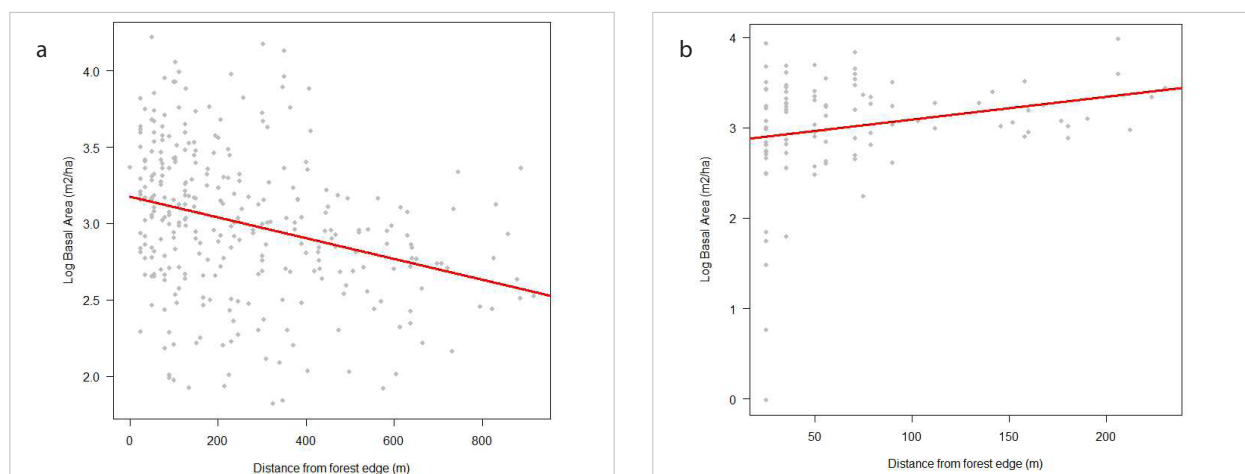 a
4.0
3.5
3.0
2.5
2.0
Log Basal Area (m2/ha)
0 200 400 600 800
Distance from forest edge (m)
b
4
3
2
1
0
Log Basal Area (m2/ha)
50 100 150 200
Distance from forest edge (m)